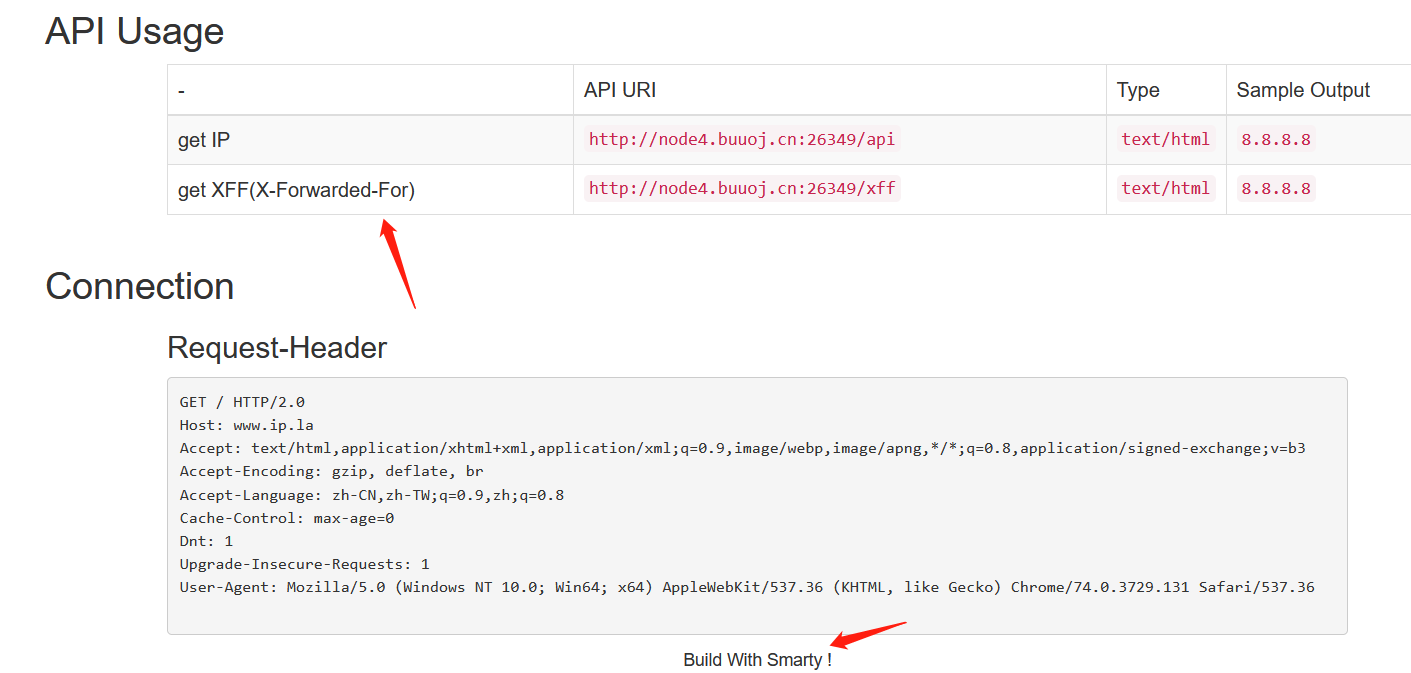 API Usage
- API URI Type Sample Output
get IP http://node4.buuoj.cn:26349/api text/html 8.8.8.8
get XFF(X-Forwarded-For) http://node4.buuoj.cn:26349/xff text/html 8.8.8.8
Connection
Request-Header
GET / HTTP/2.0
Host: www.ip.la
Accept: text/html,application/xhtml+xml,application/xml;q=0.9,image/webp,image/apng,*/*;q=0.8,application/signed-exchange;v=b3
Accept-Encoding: gzip, deflate, br
Accept-Language: zh-CN,zh-TW;q=0.9,zh;q=0.8
Cache-Control: max-age=0
Dnt: 1
Upgrade-Insecure-Requests: 1
User-Agent: Mozilla/5.0 (Windows NT 10.0; Win64; x64) AppleWebKit/537.36 (KHTML, like Gecko) Chrome/74.0.3729.131 Safari/537.36
Build With Smarty !